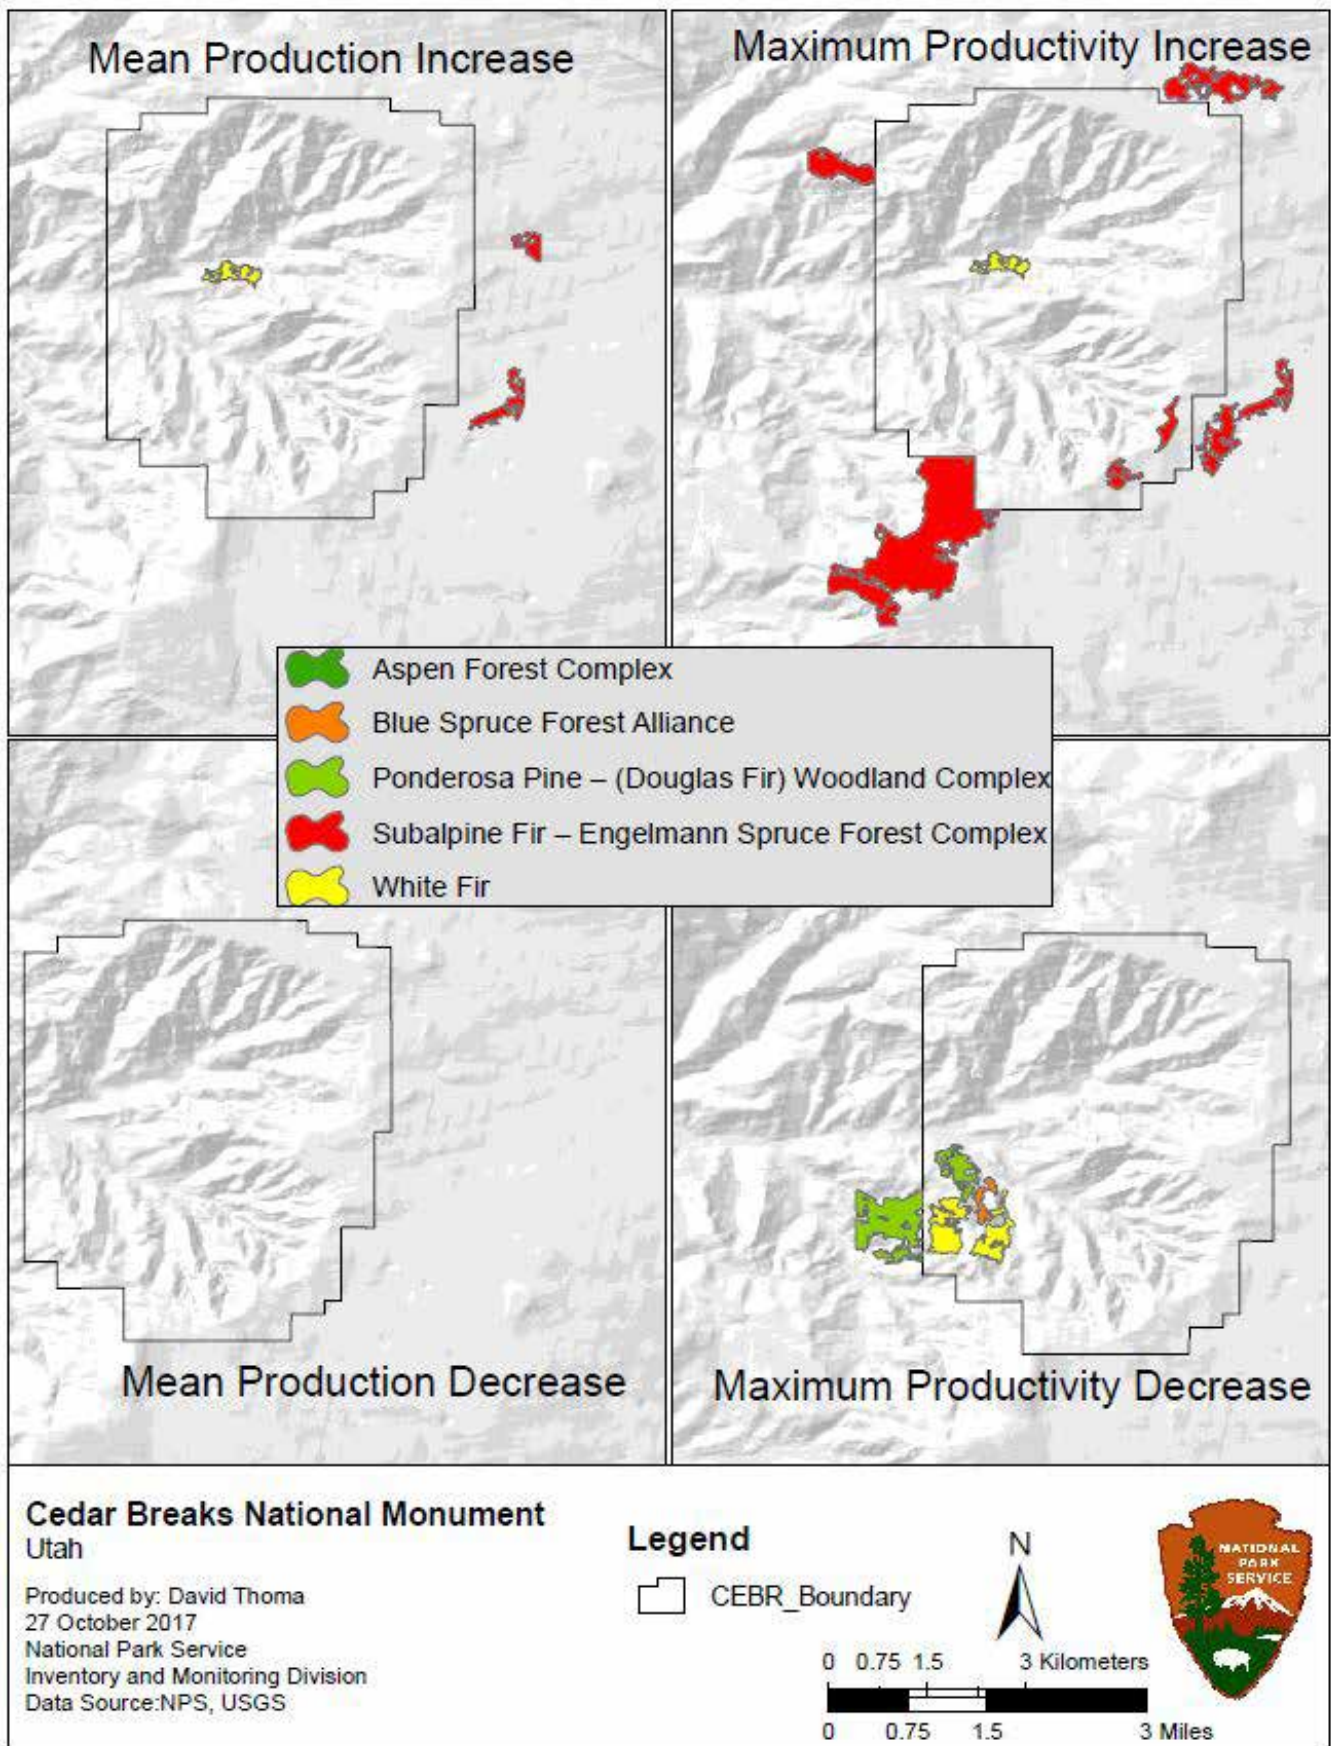 Mean Production Increase
Maximum Productivity Increase
Aspen Forest Complex
Blue Spruce Forest Alliance
Ponderosa Pine – (Douglas Fir) Woodland Complex
Subalpine Fir – Engelmann Spruce Forest Complex
White Fir
Mean Production Decrease
Maximum Productivity Decrease
Cedar Breaks National Monument
Utah
Produced by: David Thoma
27 October 2017
National Park Service
Inventory and Monitoring Division
Data Source:NPS, USGS
Legend
CEBR_Boundary
N
0 0.75 1.5 3 Kilometers
0 0.75 1.5 3 Miles
NATIONAL
PARK
SERVICE